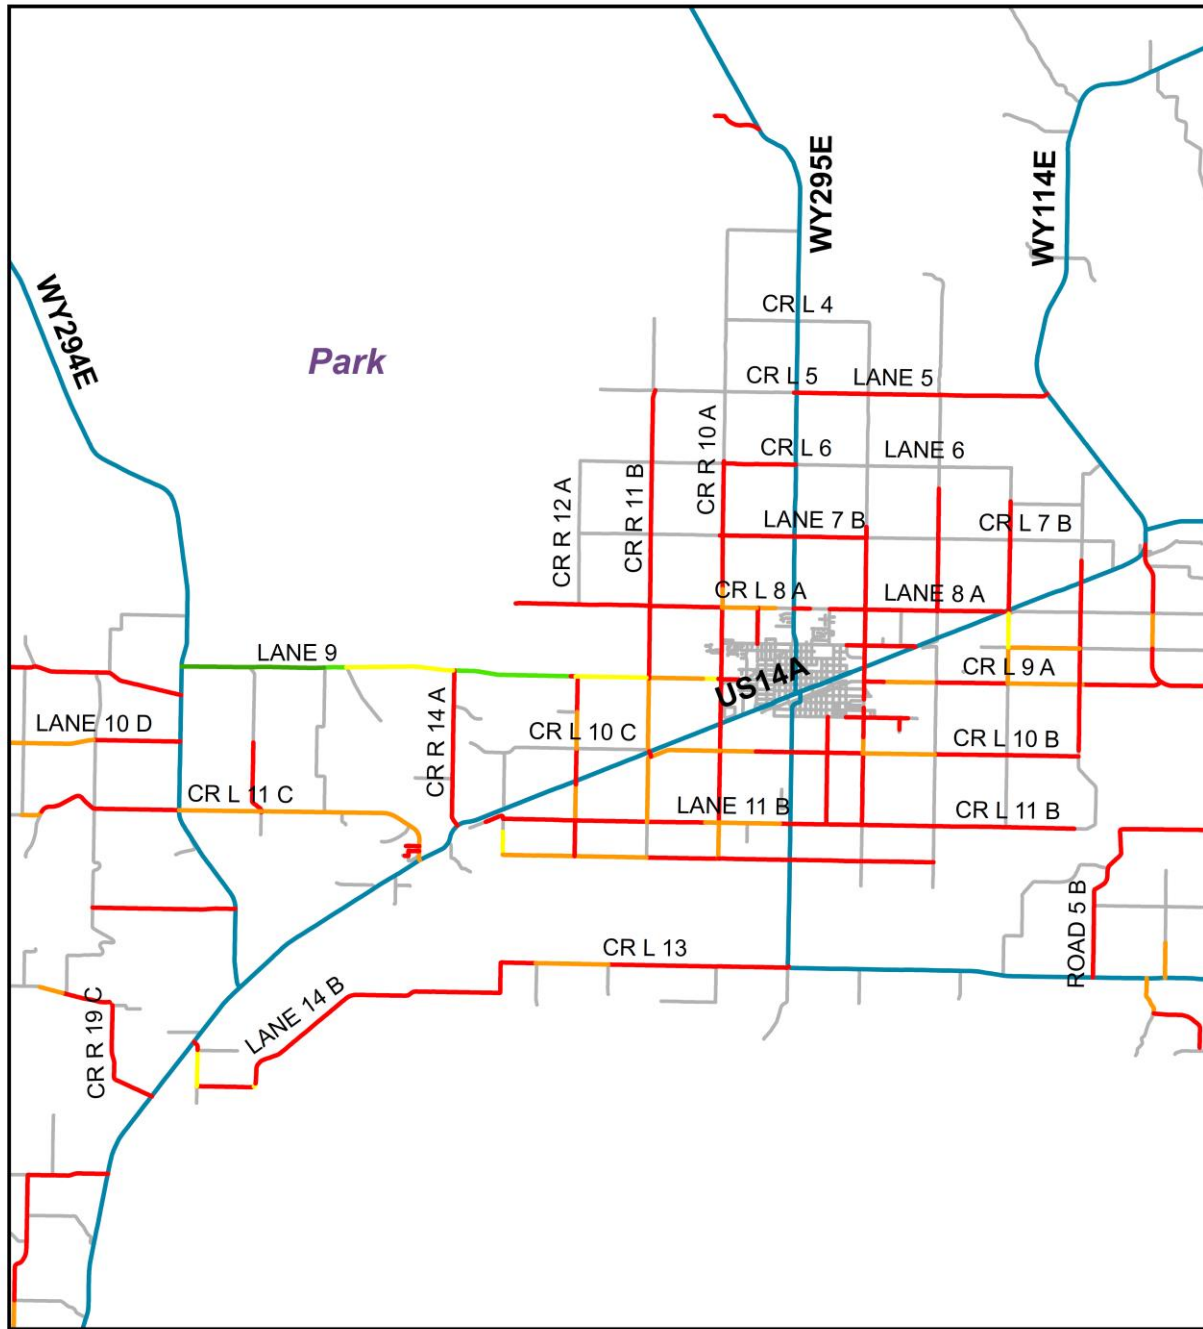 WY295E
WY114E
WY294E
CR L 4
Park
CR L 5
LANE 5
CR R 10 A
CR L 6
LANE 6
CR R 11 B
CR R 12 A
LANE 7 B
CR L 7 B
CR L 8 A
LANE 8 A
LANE 9
CR L 9 A
US14A
CR R 14 A
LANE 10 D
CR L 10 C
CR L 10 B
CR L 11 C
LANE 11 B
CR L 11 B
ROAD 5 B
CR L 13
LANE 14 B
CR R 19 C